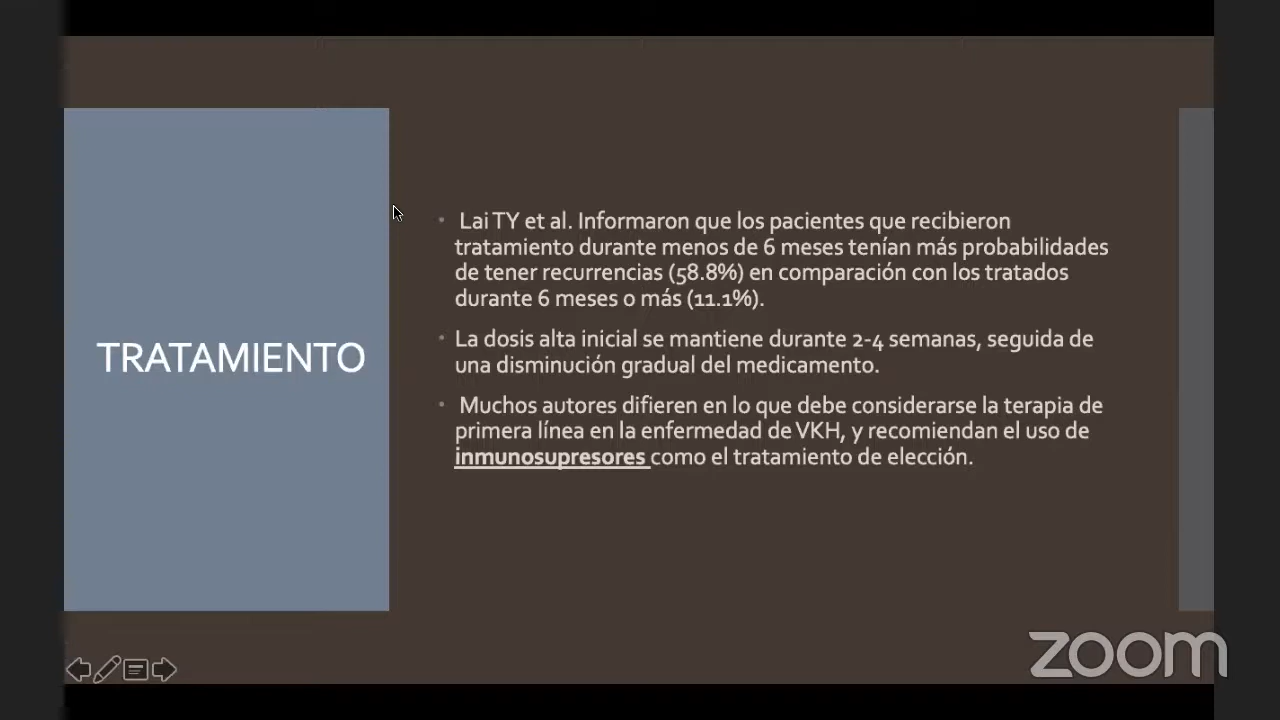 TRATAMIENTO
Lai TY et al. Informaron que los pacientes que recibieron
tratamiento durante menos de 6 meses tenían más probabilidades
de tener recurrencias (58.8%) en comparación con los tratados
durante 6 meses o más (11.1%).
La dosis alta inicial se mantiene durante 2-4 semanas, seguida de
una disminución gradual del medicamento.
Muchos autores difieren en lo que debe considerarse la terapia de
primera línea en la enfermedad de VKH, y recomiendan el uso de
inmunosupresores como el tratamiento de elección.
zoom